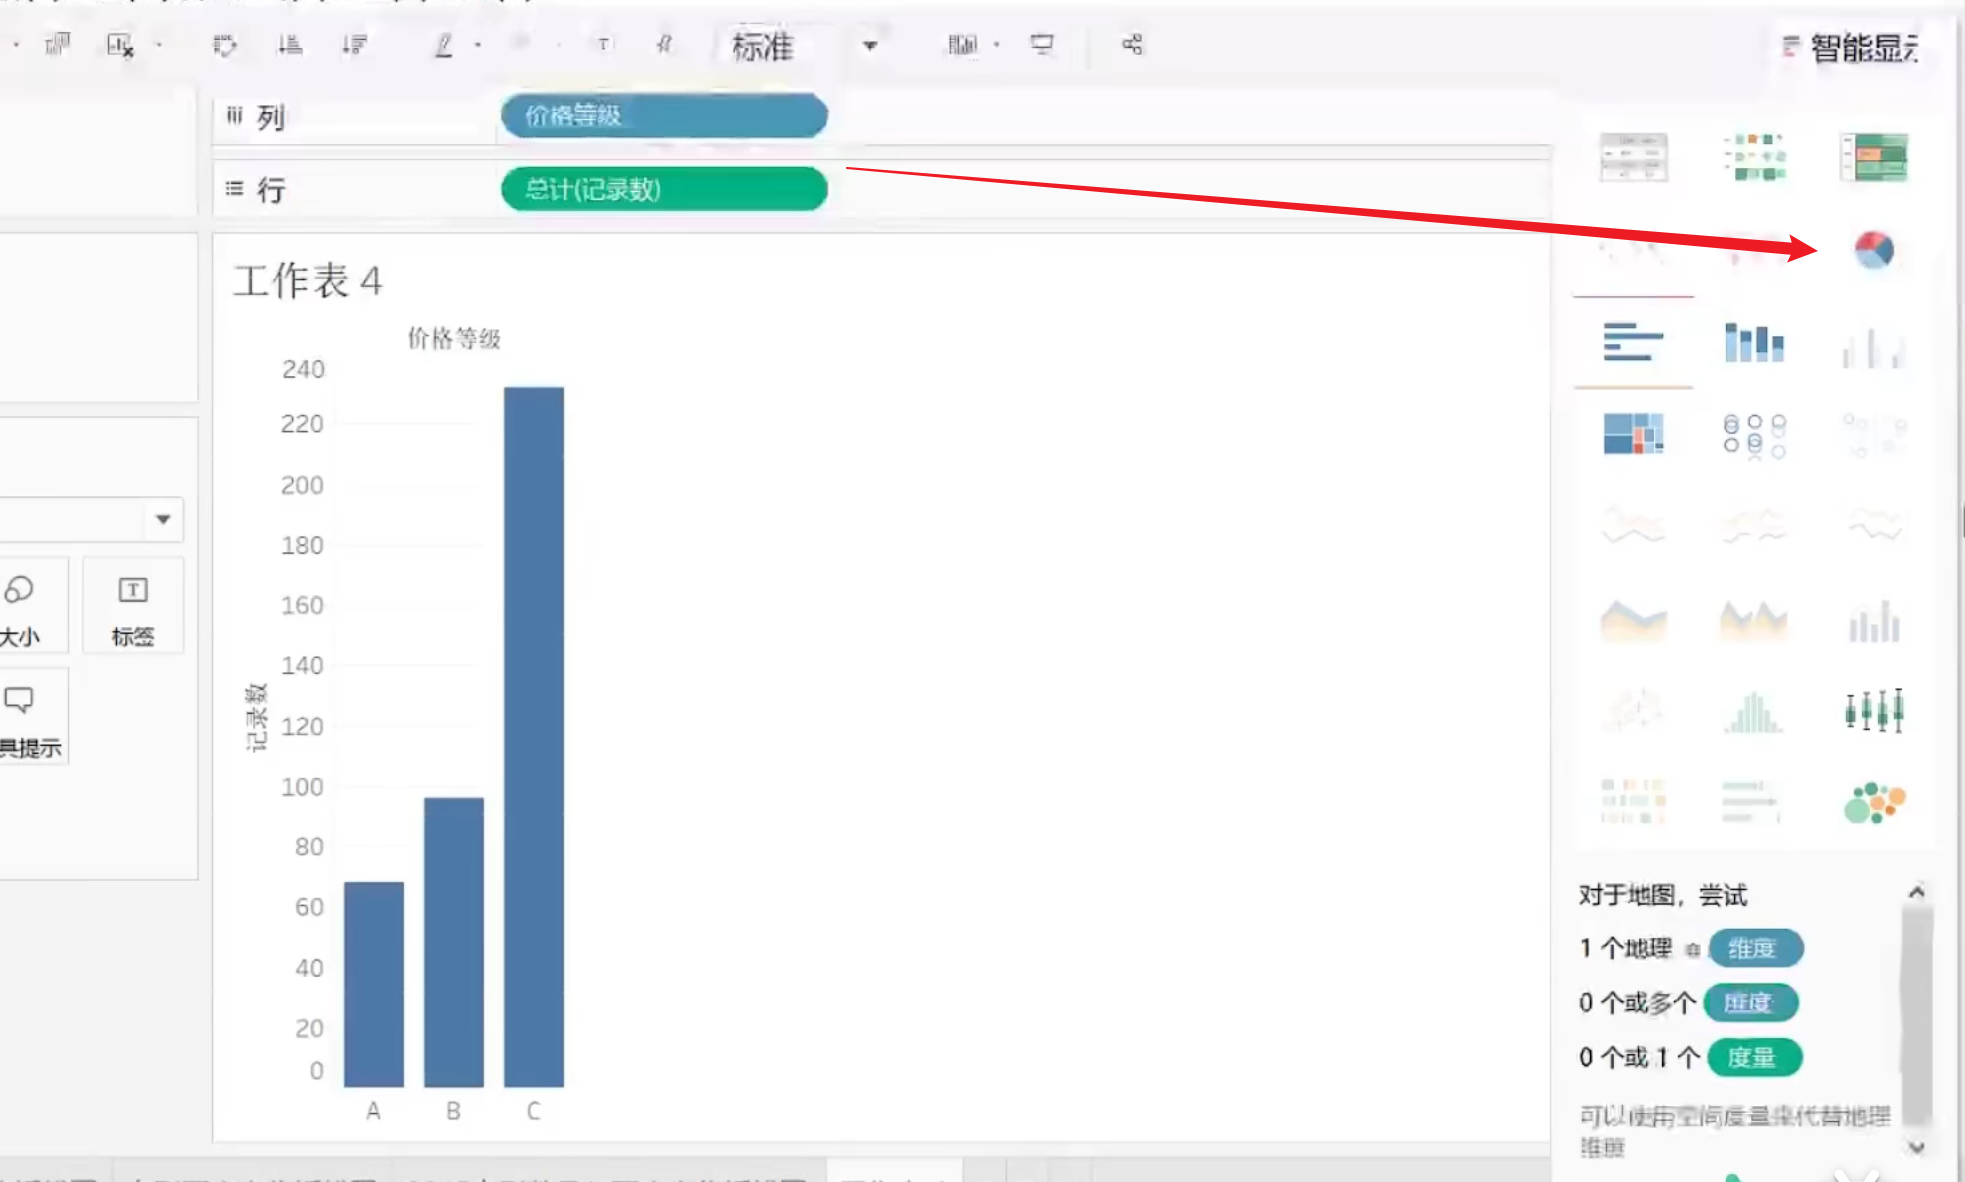 标准
智能显示
列
价格等级
行
总计(记录数)
工作表 4
价格等级
240
220
200
180
160
140
120
100
80
60
40
20
0
记录数
A
B
C
大小
标签
具提示
对于地图，尝试
1 个地理 维度
0 个或多个 维度
0 个或 1 个 度量
可以使用空间度量来代替地理
维度